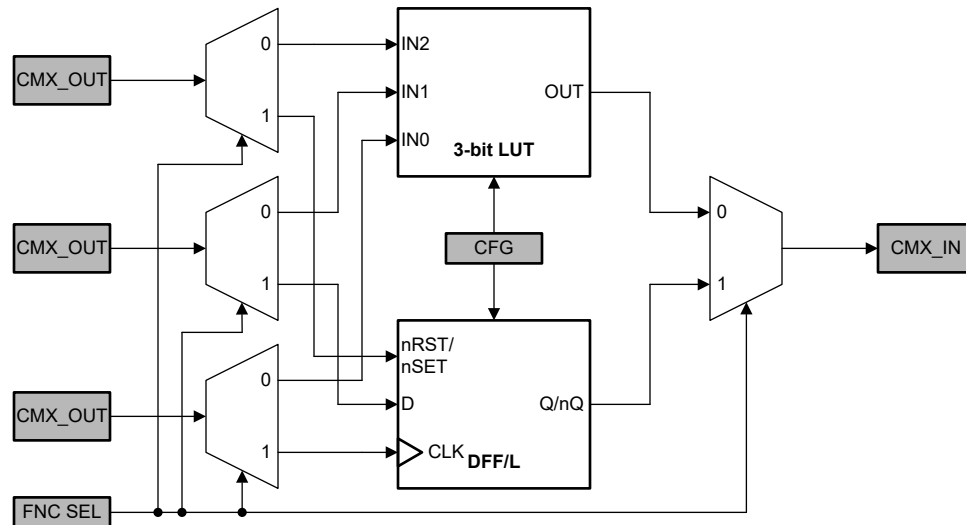 CMX_OUT
0
1
CMX_OUT
0
1
CMX_OUT
0
1
FNC SEL
IN2
IN1
IN0
OUT
3-bit LUT
CFG
nRST/
nSET
D
CLK
Q/nQ
DFF/L
0
1
CMX_IN